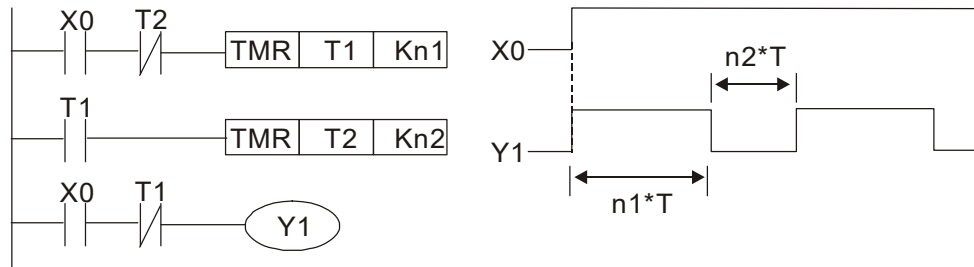 X0 T2
TMR T1 Kn1
T1
TMR T2 Kn2
X0 T1
Y1
X0
n2*T
Y1
n1*T